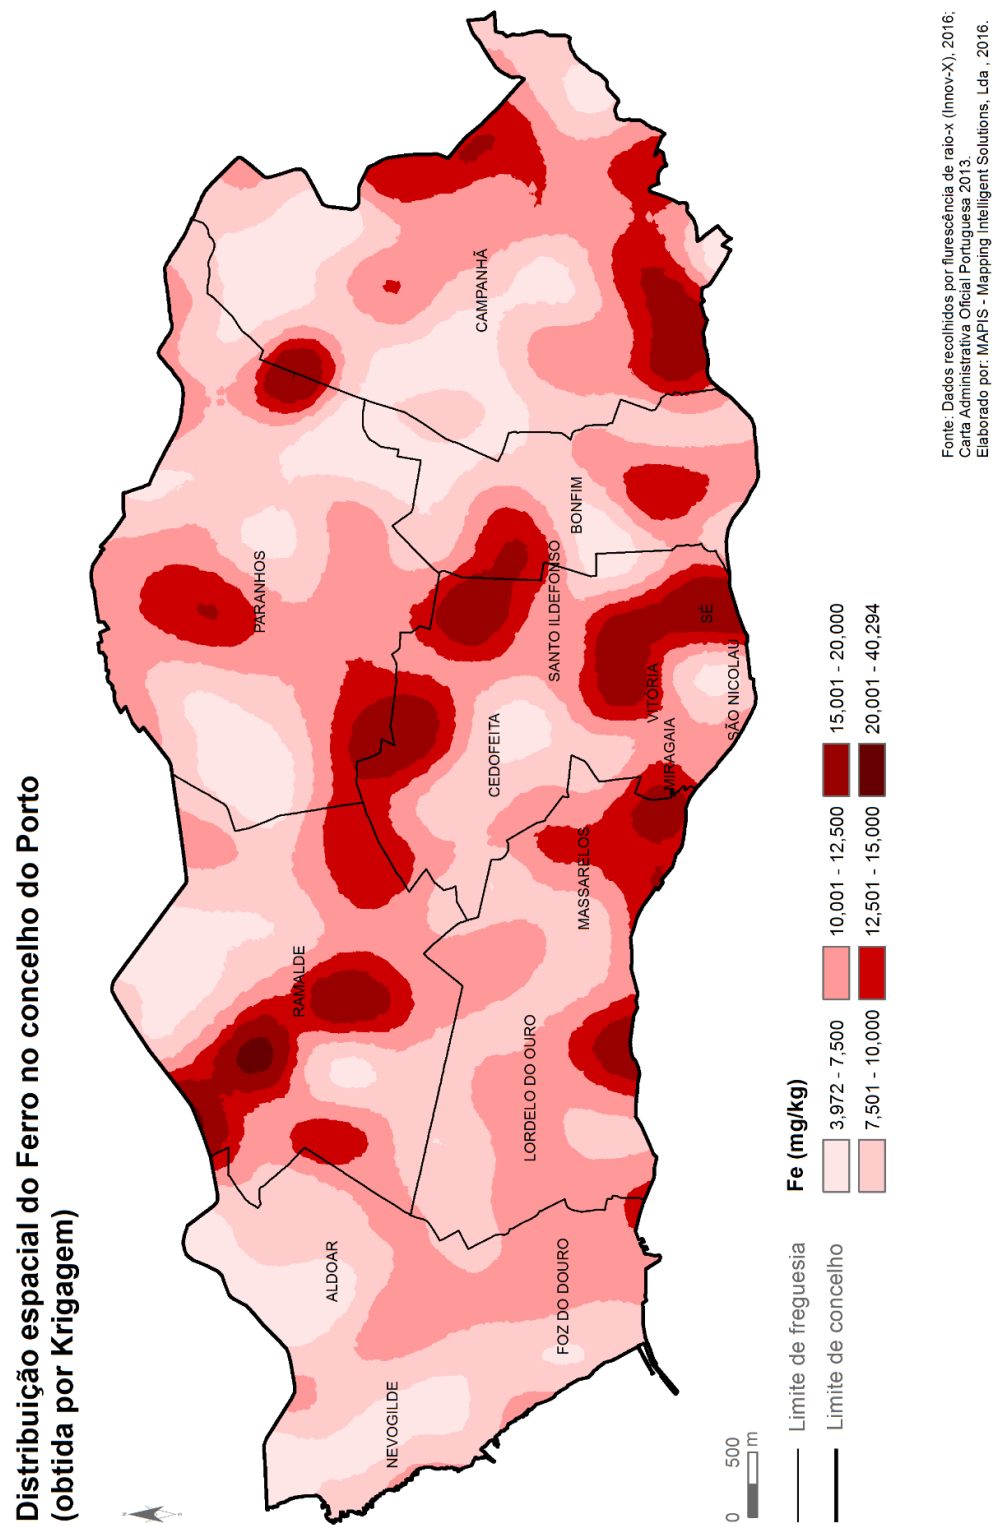 Distribuição espacial do Ferro no concelho do Porto
(obtida por Krigagem)
N
S
PARANHOS
RAMALDE
ALDOAR
NEVOGILDE
CAMPANHÃ
CEDOFEITA
SANTO ILDEFONSO
BONFIM
LORDELO DO OURO
FOZ DO DOURO
MASSARELOS
MIRAGAIA
VITÓRIA
SÉ
SÃO NICOLAU
0 500
m
Limite de freguesia
Limite de concelho
Fe (mg/kg)
3,972 - 7,500
10,001 - 12,500
15,001 - 20,000
7,501 - 10,000
12,501 - 15,000
20,001 - 40,294
Fonte: Dados recolhidos por flurescência de raio-x (Innov-X), 2016;
Carta Administrativa Oficial Portuguesa 2013.
Elaborado por: MAPIS - Mapping Intelligent Solutions, Lda , 2016.